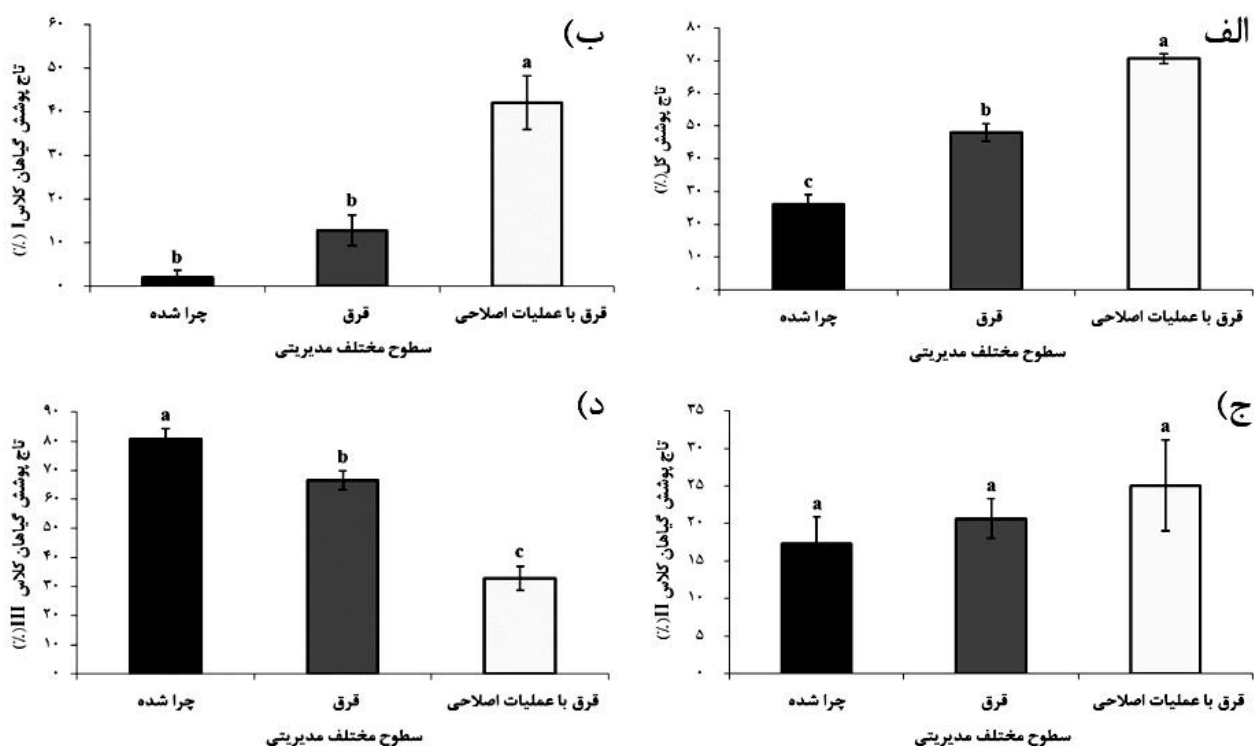 الف
تاج پوشش کل(٪)
۸۰
۷۰
۶۰
۵۰
۴۰
۳۰
۲۰
۱۰
۰
c
b
a
چرا شده
قرق
قرق با عملیات اصلاحی
سطوح مختلف مدیریتی
ب)
تاج پوشش گیاهان کلاس I (٪)
۶۰
۵۰
۴۰
۳۰
۲۰
۱۰
۰
b
b
a
چرا شده
قرق
قرق با عملیات اصلاحی
سطوح مختلف مدیریتی
ج)
تاج پوشش گیاهان کلاس II(٪)
۳۵
۳۰
۲۵
۲۰
۱۵
۱۰
۵
۰
a
a
a
چرا شده
قرق
قرق با عملیات اصلاحی
سطوح مختلف مدیریتی
د)
تاج پوشش گیاهان کلاس III(٪)
۹۰
۸۰
۷۰
۶۰
۵۰
۴۰
۳۰
۲۰
۱۰
۰
a
b
c
چرا شده
قرق
قرق با عملیات اصلاحی
سطوح مختلف مدیریتی